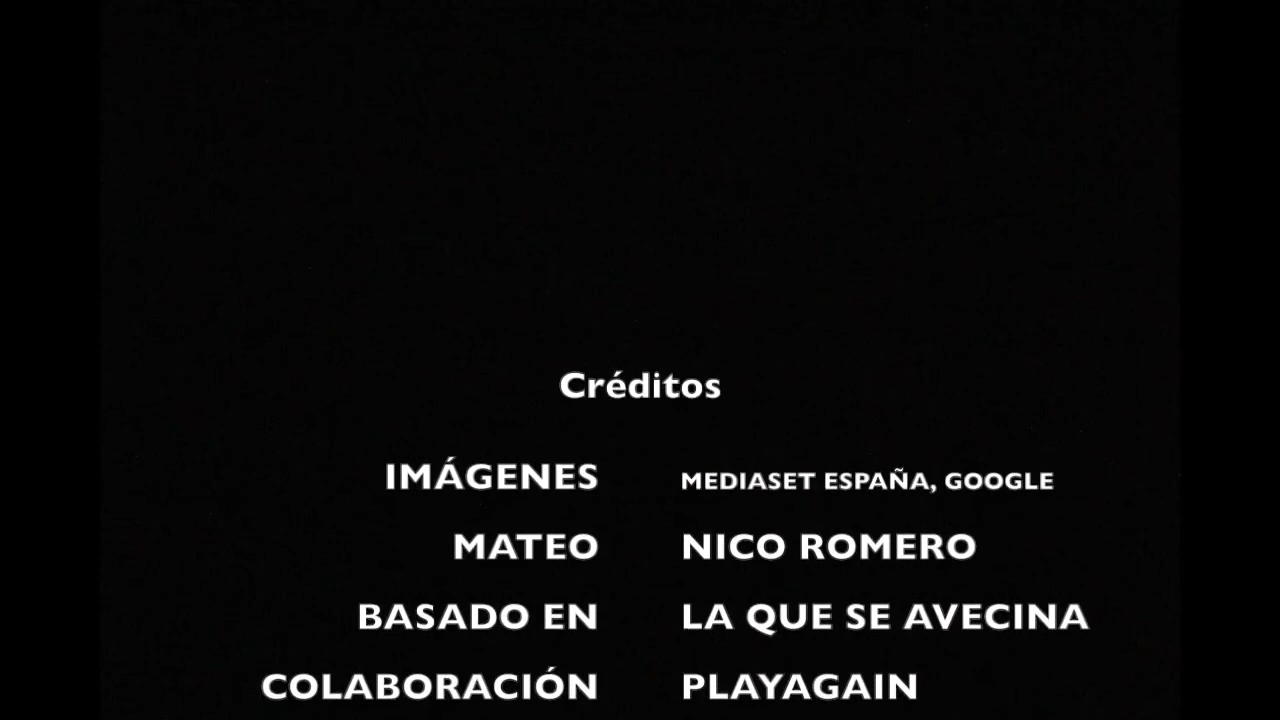 Créditos
IMÁGENES MEDIASET ESPAÑA, GOOGLE
MATEO NICO ROMERO
BASADO EN LA QUE SE AVECINA
COLABORACIÓN PLAYAGAIN